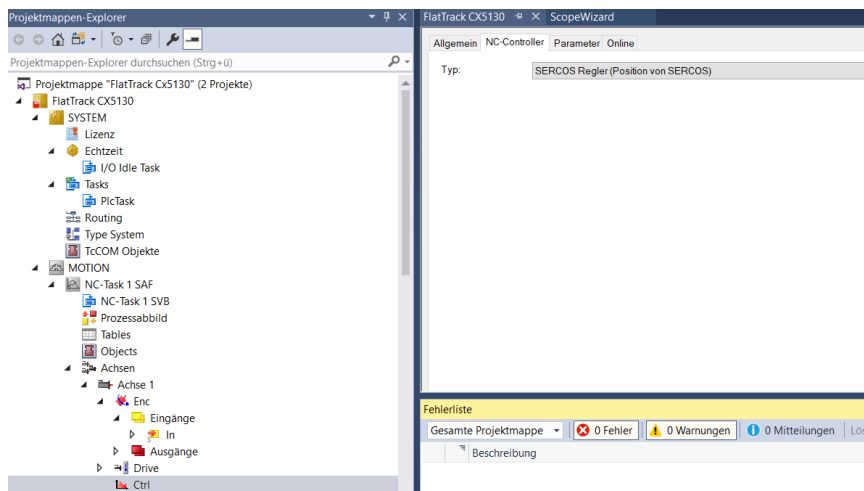 Projektmappen-Explorer
Projektmappen-Explorer durchsuchen (Strg+ü)
Projektmappe "FlatTrack Cx5130" (2 Projekte)
FlatTrack CX5130
SYSTEM
Lizenz
Echtzeit
I/O Idle Task
Tasks
PlcTask
Routing
Type System
TcCOM Objekte
MOTION
NC-Task 1 SAF
NC-Task 1 SVB
Prozessabbild
Tables
Objects
Achsen
Achse 1
Enc
Eingänge
In
Ausgänge
Drive
Ctrl
FlatTrack CX5130 ScopeWizard
Allgemein NC-Controller Parameter Online
Typ: SERCOS Regler (Position von SERCOS)
Fehlerliste
Gesamte Projektmappe 0 Fehler 0 Warnungen 0 Mitteilungen Lös
Beschreibung